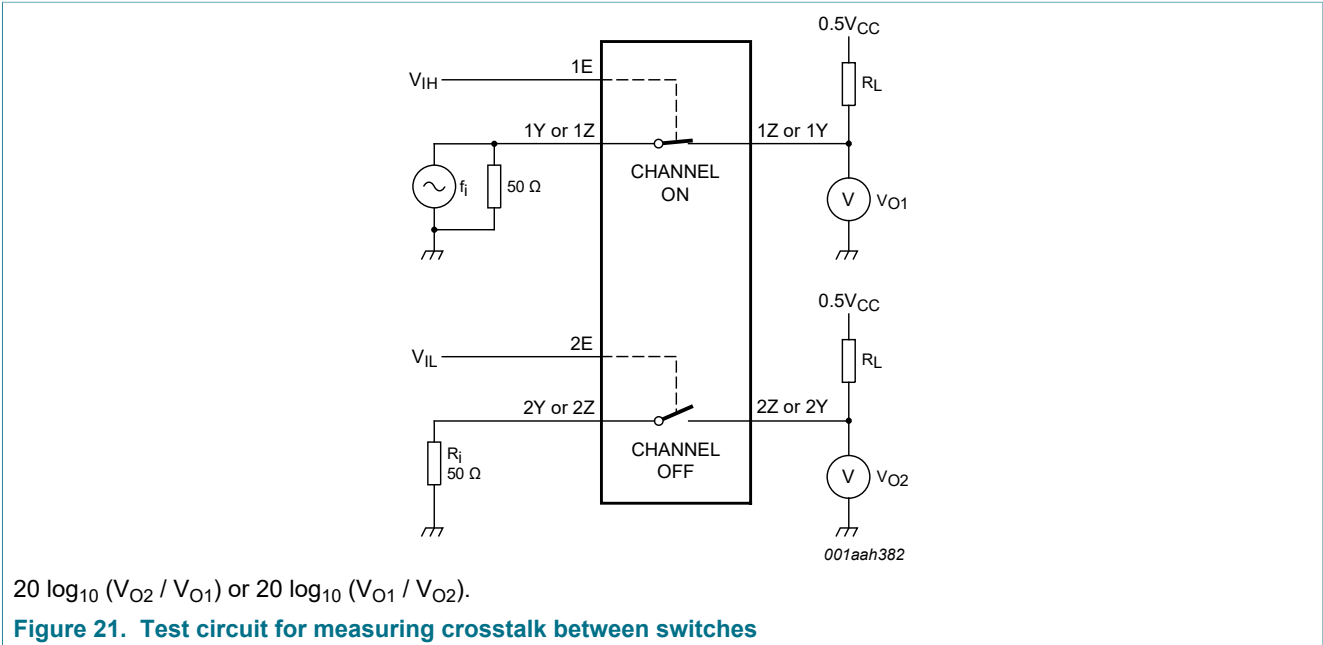 0.5VCC
RL
VIH
1E
1Y or 1Z
1Z or 1Y
fi
50 Ω
CHANNEL
ON
V
VO1
0.5VCC
RL
VIL
2E
2Y or 2Z
2Z or 2Y
Ri
50 Ω
CHANNEL
OFF
V
VO2
001aah382
20 log10 (VO2 / VO1) or 20 log10 (VO1 / VO2).
Figure 21. Test circuit for measuring crosstalk between switches